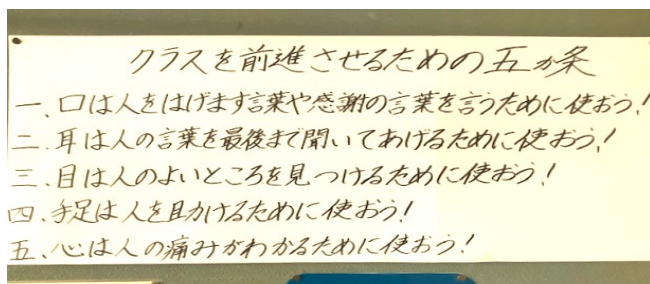 クラスを前進させるための五か条
一、口は人をはげます言葉や感謝の言葉を言うために使おう!
二、耳は人の言葉を最後まで聞いてあげるために使おう!
三、目は人のよいところを見つけるために使おう!
四、手足は人を助けるために使おう!
五、心は人の痛みがわかるために使おう!